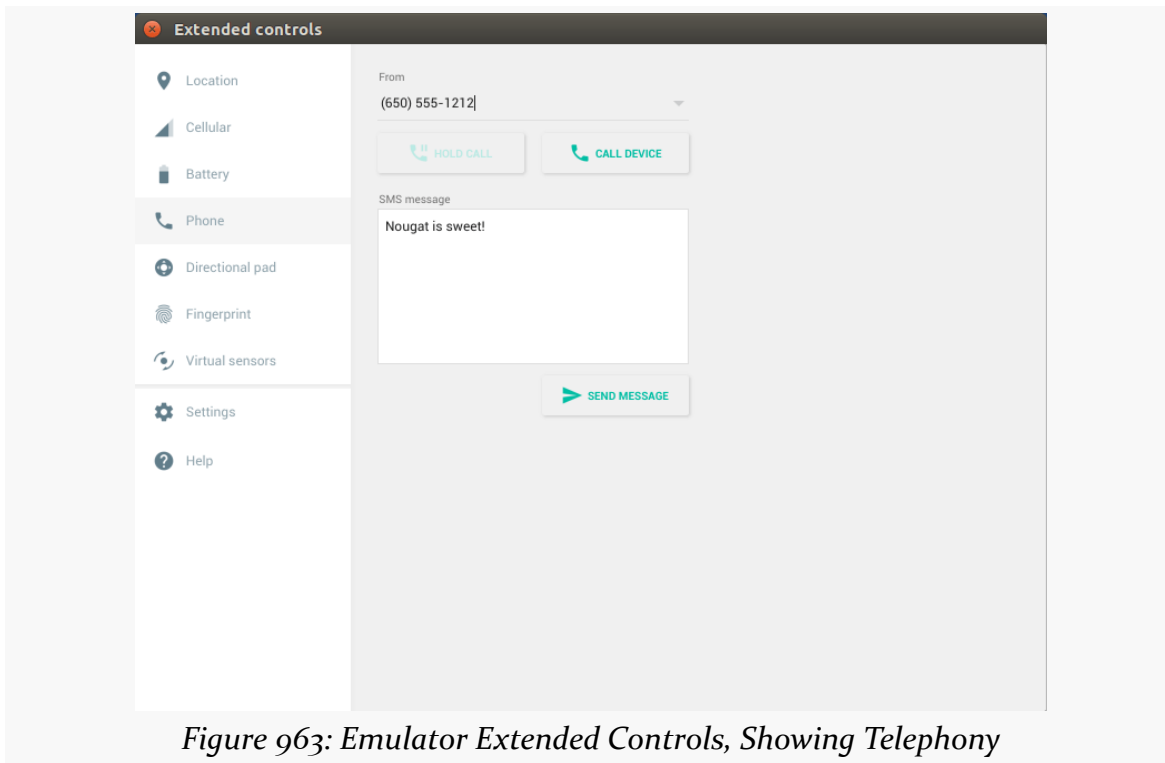 Extended controls
Location
Cellular
Battery
Phone
Directional pad
Fingerprint
Virtual sensors
Settings
Help
From
(650) 555-1212
HOLD CALL
CALL DEVICE
SMS message
Nougat is sweet!
SEND MESSAGE
Figure 963: Emulator Extended Controls, Showing Telephony